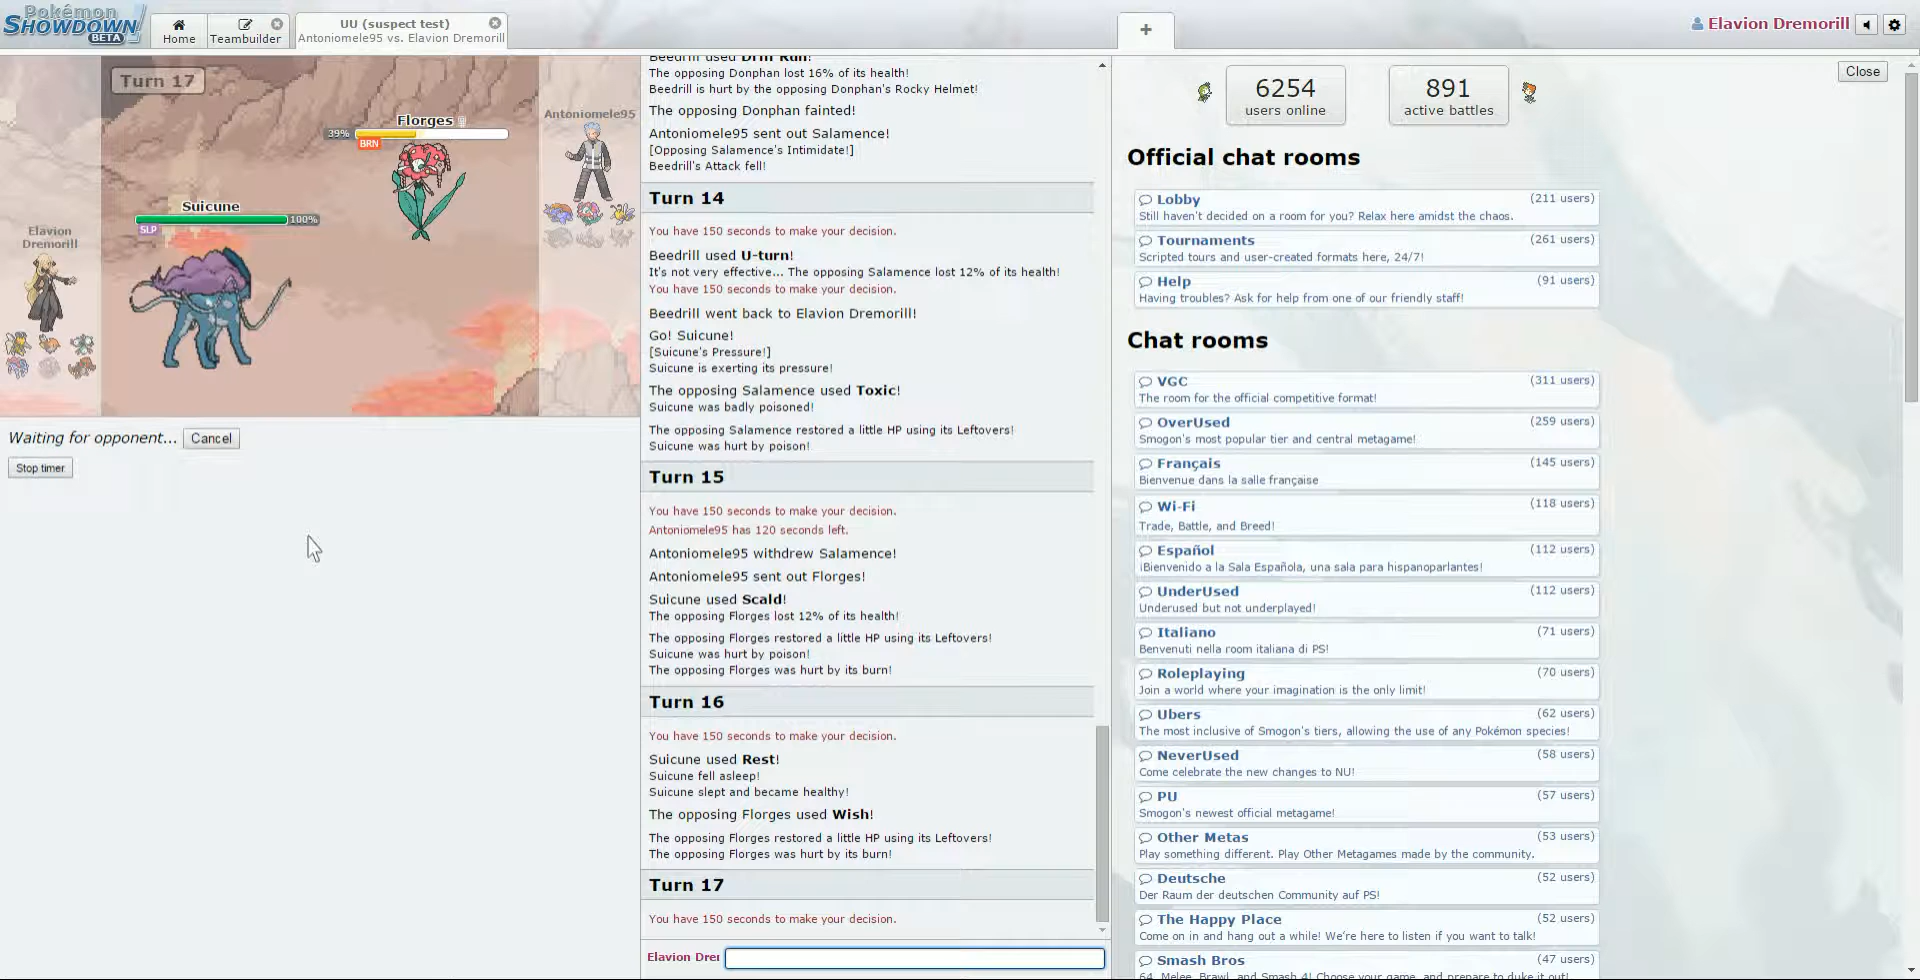 Pokémon
SHOWDOWN!
BETA
Home
Teambuilder
UU (suspect test)
Antoniomele95 vs. Elavion Dremorill
+
Elavion Dremorill
Turn 17
Florges
39%
BRN
Suicune
100%
SLP
Antoniomele95
Elavion
Dremorill
Waiting for opponent...
Cancel
Stop timer
Beedrill used Drill Run!
The opposing Donphan lost 16% of its health!
Beedrill is hurt by the opposing Donphan's Rocky Helmet!
The opposing Donphan fainted!
Antoniomele95 sent out Salamence!
[Opposing Salamence's Intimidate!]
Beedrill's Attack fell!
Turn 14
You have 150 seconds to make your decision.
Beedrill used U-turn!
It's not very effective... The opposing Salamence lost 12% of its health!
You have 150 seconds to make your decision.
Beedrill went back to Elavion Dremorill!
Go! Suicune!
[Suicune's Pressure!]
Suicune is exerting its pressure!
The opposing Salamence used Toxic!
Suicune was badly poisoned!
The opposing Salamence restored a little HP using its Leftovers!
Suicune was hurt by poison!
Turn 15
You have 150 seconds to make your decision.
Antoniomele95 has 120 seconds left.
Antoniomele95 withdrew Salamence!
Antoniomele95 sent out Florges!
Suicune used Scald!
The opposing Florges lost 12% of its health!
The opposing Florges restored a little HP using its Leftovers!
Suicune was hurt by poison!
The opposing Florges was hurt by its burn!
Turn 16
You have 150 seconds to make your decision.
Suicune used Rest!
Suicune fell asleep!
Suicune slept and became healthy!
The opposing Florges used Wish!
The opposing Florges restored a little HP using its Leftovers!
The opposing Florges was hurt by its burn!
Turn 17
You have 150 seconds to make your decision.
Elavion Drer
Close
6254
users online
891
active battles
Official chat rooms
Lobby (211 users)
Still haven't decided on a room for you? Relax here amidst the chaos.
Tournaments (261 users)
Scripted tours and user-created formats here, 24/7!
Help (91 users)
Having troubles? Ask for help from one of our friendly staff!
Chat rooms
VGC (311 users)
The room for the official competitive format!
OverUsed (259 users)
Smogon's most popular tier and central metagame!
Français (145 users)
Bienvenue dans la salle française
Wi-Fi (118 users)
Trade, Battle, and Breed!
Español (112 users)
¡Bienvenido a la Sala Española, una sala para hispanoparlantes!
UnderUsed (112 users)
Underused but not underplayed!
Italiano (71 users)
Benvenuti nella room italiana di PS!
Roleplaying (70 users)
Join a world where your imagination is the only limit!
Ubers (62 users)
The most inclusive of Smogon's tiers, allowing the use of any Pokémon species!
NeverUsed (58 users)
Come celebrate the new changes to NU!
PU (57 users)
Smogon's newest official metagame!
Other Metas (53 users)
Play something different. Play Other Metagames made by the community.
Deutsche (52 users)
Der Raum der deutschen Community auf PS!
The Happy Place (52 users)
Come on in and hang out a while! We're here to listen if you want to talk!
Smash Bros (47 users)
64, Melee, Brawl, and Smash 4! Choose your game, and prepare to duke it out!